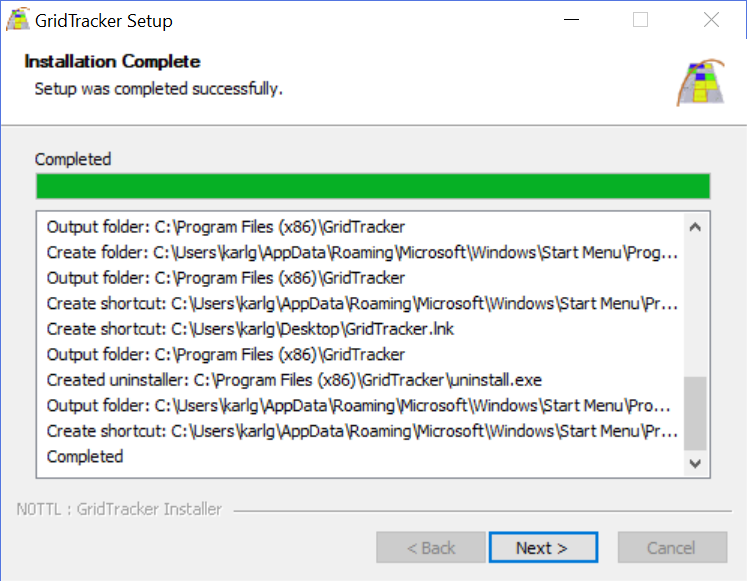 GridTracker Setup
Installation Complete
Setup was completed successfully.
Completed
Output folder: C:\Program Files (x86)\GridTracker
Create folder: C:\Users\karlg\AppData\Roaming\Microsoft\Windows\Start Menu\Prog...
Output folder: C:\Program Files (x86)\GridTracker
Create shortcut: C:\Users\karlg\AppData\Roaming\Microsoft\Windows\Start Menu\Pr...
Create shortcut: C:\Users\karlg\Desktop\GridTracker.lnk
Output folder: C:\Program Files (x86)\GridTracker
Created uninstaller: C:\Program Files (x86)\GridTracker\uninstall.exe
Output folder: C:\Users\karlg\AppData\Roaming\Microsoft\Windows\Start Menu\Pro...
Create shortcut: C:\Users\karlg\AppData\Roaming\Microsoft\Windows\Start Menu\Pr...
Completed
N0TTL : GridTracker Installer
< Back Next > Cancel